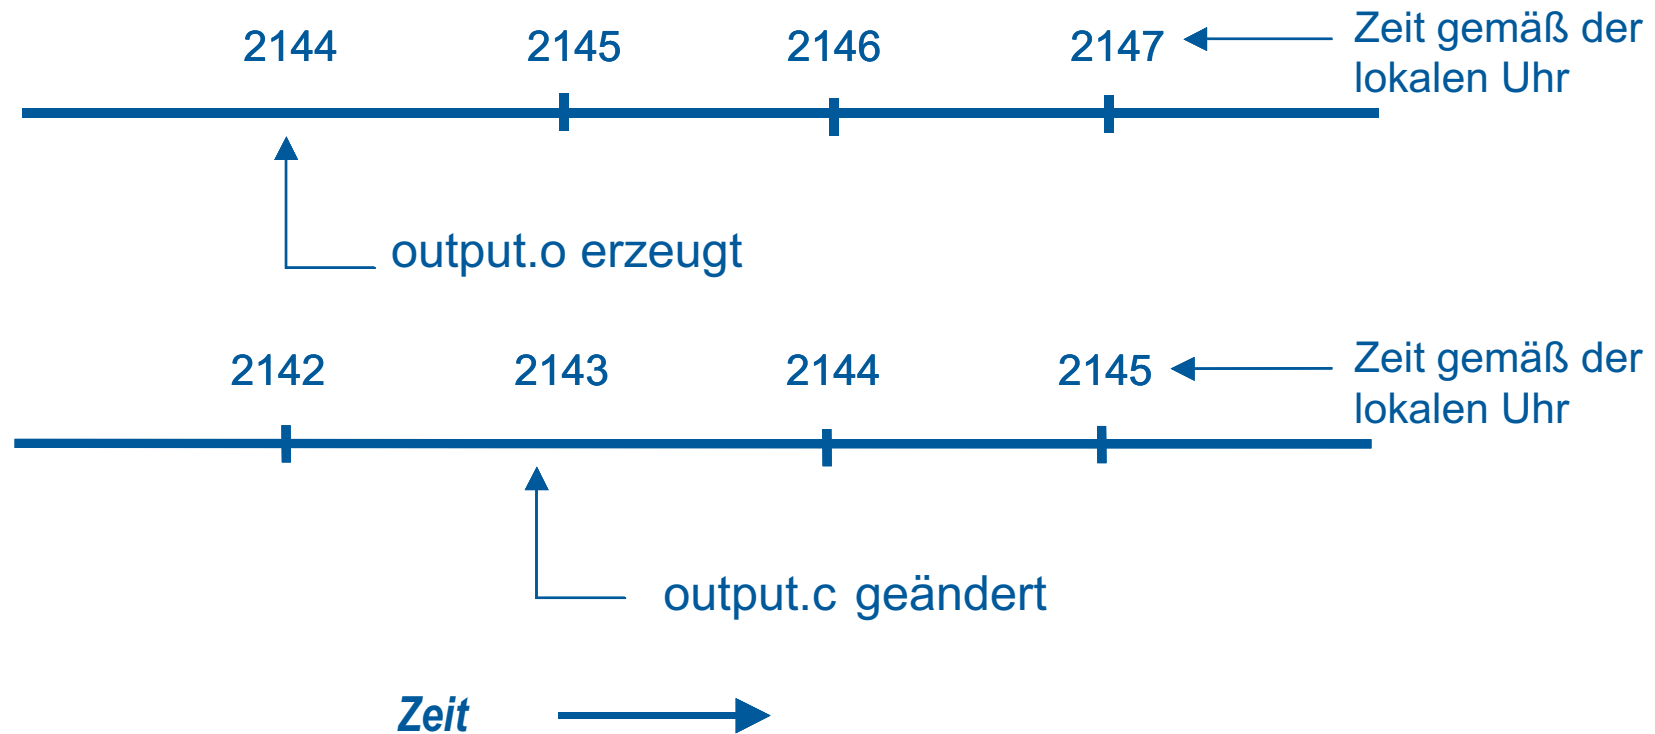 2144 2145 2146 2147 Zeit gemäß der
lokalen Uhr
output.o erzeugt
2142 2143 2144 2145 Zeit gemäß der
lokalen Uhr
output.c geändert
Zeit